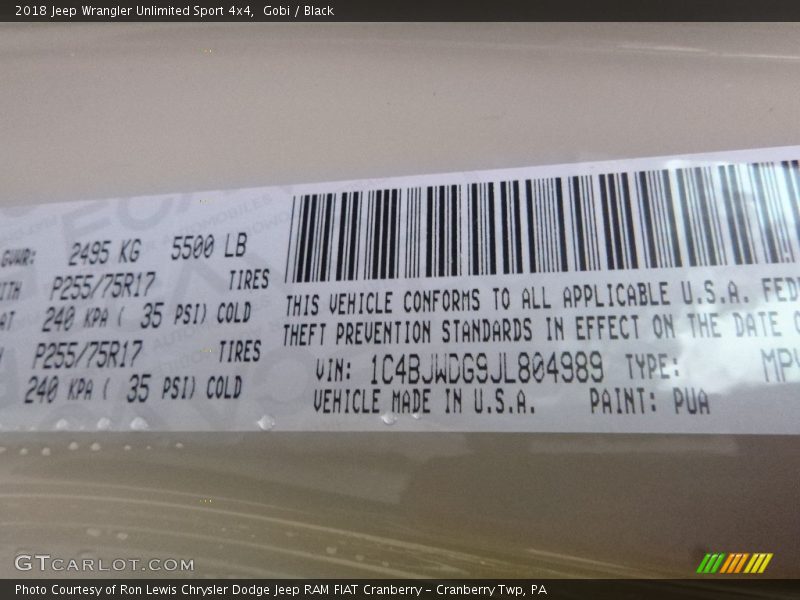 2018 Jeep Wrangler Unlimited Sport 4x4,  Gobi / Black
GVWR: 2495 KG 5500 LB
P255/75R17 TIRES
240 KPA ( 35 PSI) COLD
P255/75R17 TIRES
240 KPA ( 35 PSI) COLD
THIS VEHICLE CONFORMS TO ALL APPLICABLE U.S.A. FED
THEFT PREVENTION STANDARDS IN EFFECT ON THE DATE
VIN: 1C4BJWDG9JL804989 TYPE: MPV
VEHICLE MADE IN U.S.A. PAINT: PUA
GTCARLOT.COM
Photo Courtesy of Ron Lewis Chrysler Dodge Jeep RAM FIAT Cranberry – Cranberry Twp, PA